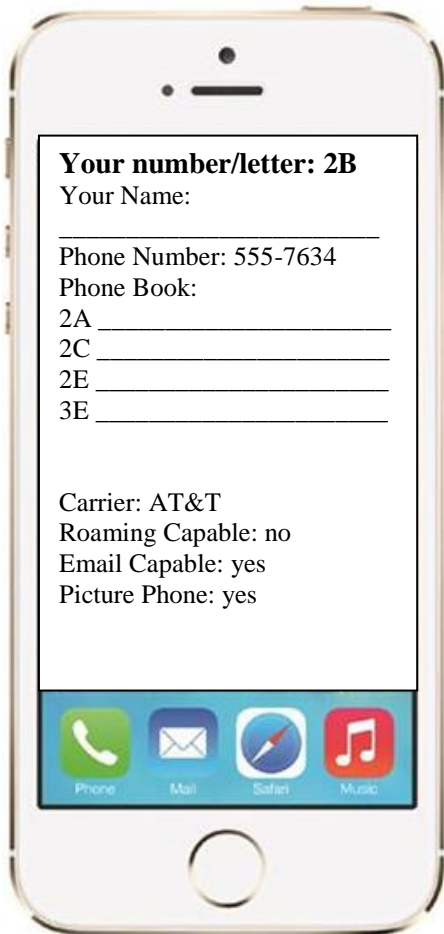 Your number/letter: 2B
Your Name:
________________________
Phone Number: 555-7634
Phone Book:
2A ______________________
2C ______________________
2E ______________________
3E ______________________
Carrier: AT&T
Roaming Capable: no
Email Capable: yes
Picture Phone: yes
Phone Mail Safari Music